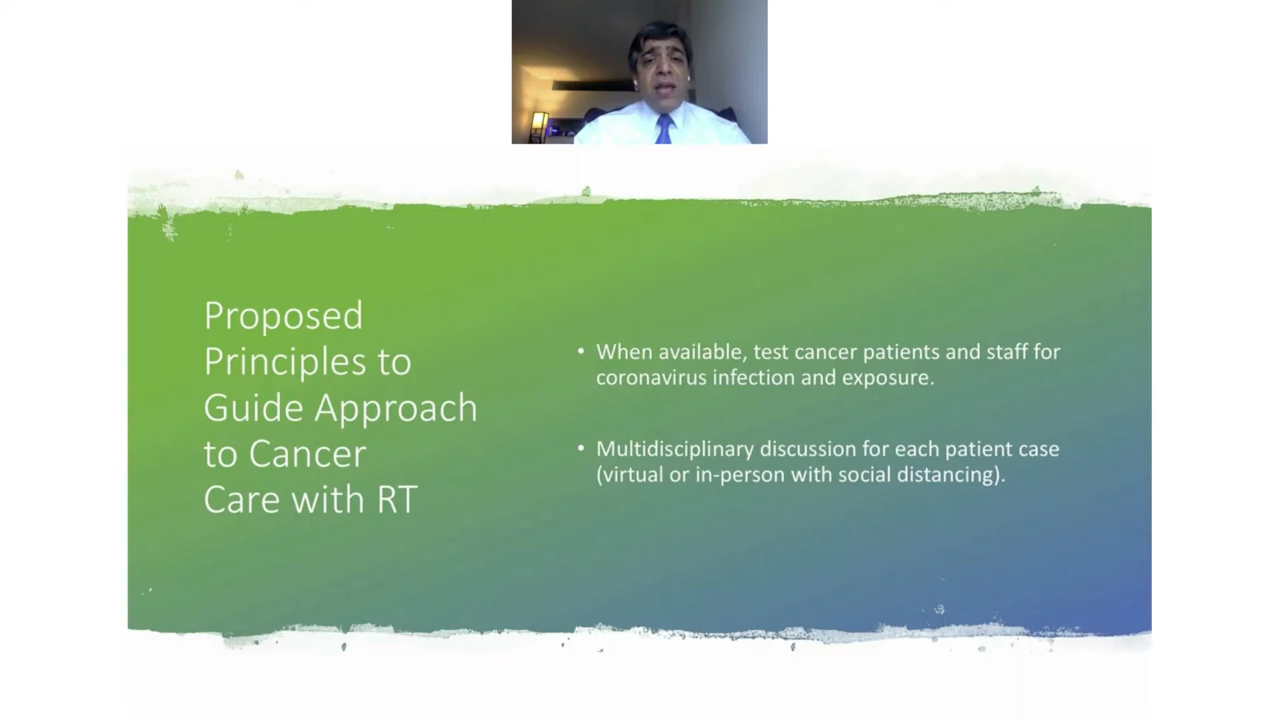 Proposed
Principles to
Guide Approach
to Cancer
Care with RT
• When available, test cancer patients and staff for
coronavirus infection and exposure.
• Multidisciplinary discussion for each patient case
(virtual or in-person with social distancing).